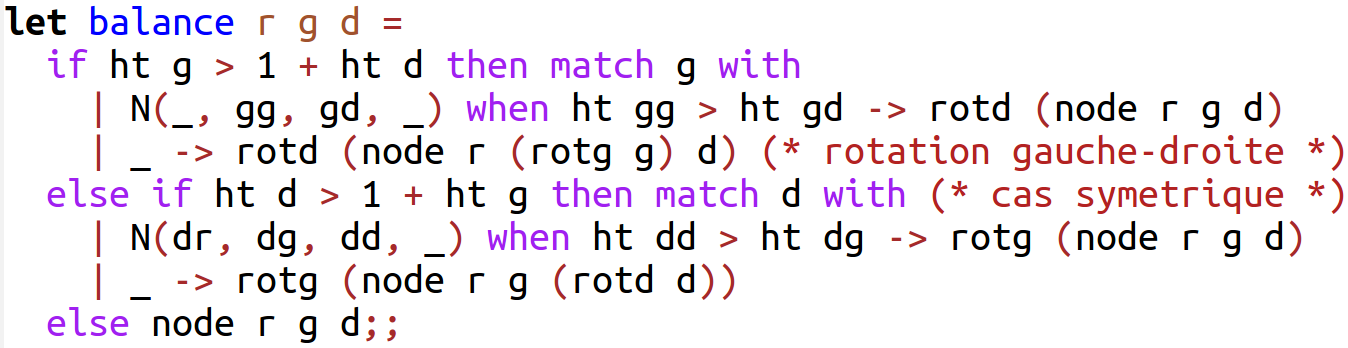 let balance r g d =
  if ht g > 1 + ht d then match g with
    | N(_, gg, gd, _) when ht gg > ht gd -> rotd (node r g d)
    | _ -> rotd (node r (rotg g) d) (* rotation gauche-droite *)
  else if ht d > 1 + ht g then match d with (* cas symetrique *)
    | N(dr, dg, dd, _) when ht dd > ht dg -> rotg (node r g d)
    | _ -> rotg (node r g (rotd d))
  else node r g d;;